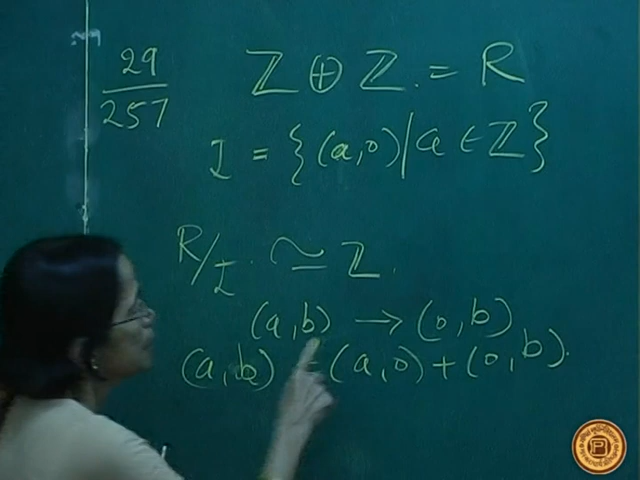 29
257
Z ⊕ Z = R
I = {(a,0) | a ∈ Z}
R/I ≃ Z.
(a,b) → (0,b)
(a,b) = (a,0) + (0,b).